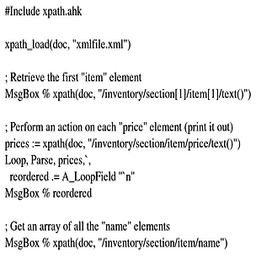 #Include xpath.ahk
xpath_load(doc, "xmlfile.xml")
; Retrieve the first "item" element
MsgBox % xpath(doc, "/inventory/section[1]/item[1]/text()")
; Perform an action on each "price" element (print it out)
prices := xpath(doc, "/inventory/section/item/price/text()")
Loop, Parse, prices,`,
reordered .= A_LoopField "`n"
MsgBox % reordered
; Get an array of all the "name" elements
MsgBox % xpath(doc, "/inventory/section/item/name")